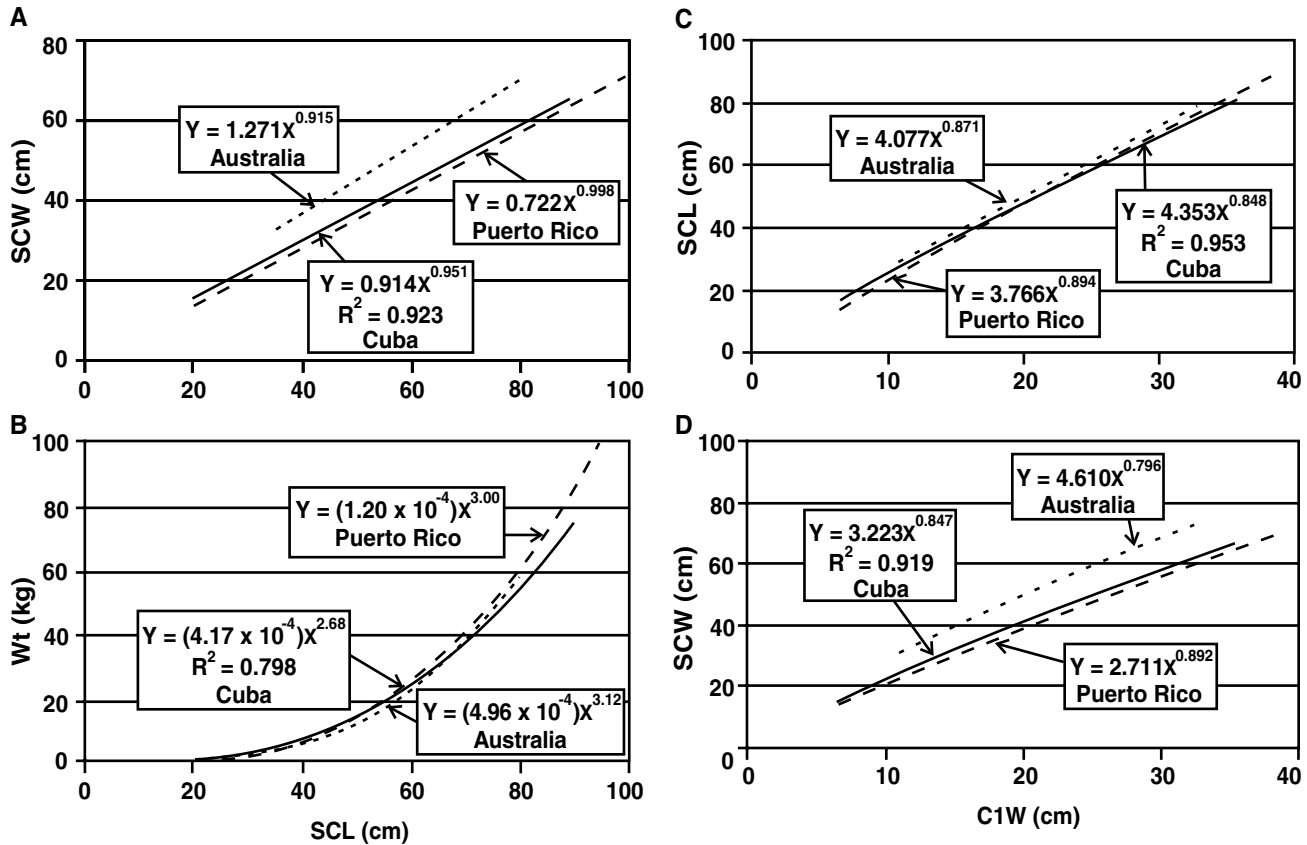 A
SCW (cm)
80
60
40
20
0
0 20 40 60 80 100
Y = 1.271X^0.915
Australia
Y = 0.722X^0.998
Puerto Rico
Y = 0.914X^0.951
R² = 0.923
Cuba
B
Wt (kg)
100
80
60
40
20
0
0 20 40 60 80 100
SCL (cm)
Y = (1.20 x 10^-4)X^3.00
Puerto Rico
Y = (4.17 x 10^-4)X^2.68
R² = 0.798
Cuba
Y = (4.96 x 10^-4)X^3.12
Australia
C
SCL (cm)
100
80
60
40
20
0
0 10 20 30 40
Y = 4.077X^0.871
Australia
Y = 4.353X^0.848
R² = 0.953
Cuba
Y = 3.766X^0.894
Puerto Rico
D
SCW (cm)
100
80
60
40
20
0
0 10 20 30 40
C1W (cm)
Y = 4.610X^0.796
Australia
Y = 3.223X^0.847
R² = 0.919
Cuba
Y = 2.711X^0.892
Puerto Rico